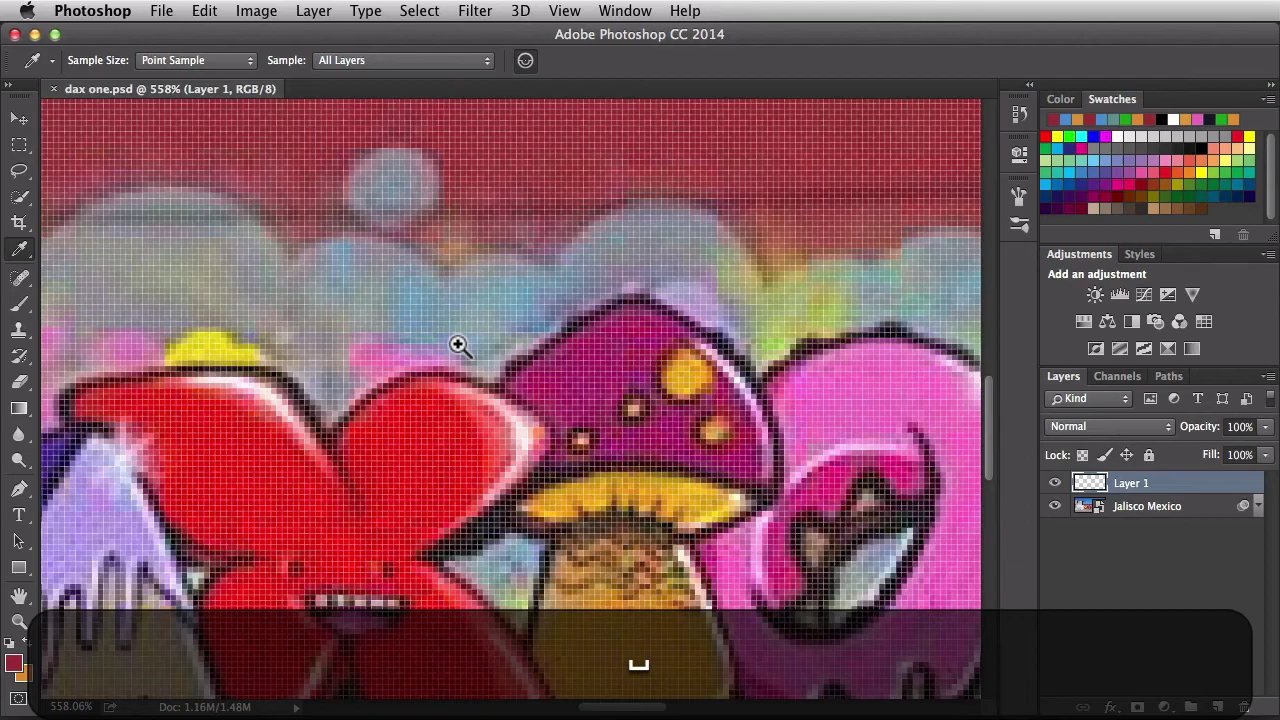 Photoshop File Edit Image Layer Type Select Filter 3D View Window Help
Adobe Photoshop CC 2014
Sample Size: Point Sample Sample: All Layers
× dax one.psd @ 558% (Layer 1, RGB/8)
Color Swatches
Adjustments Styles
Add an adjustment
Layers Channels Paths
Kind
Normal Opacity: 100%
Lock: Fill: 100%
Layer 1
Jalisco Mexico
558.06% Doc: 1.16M/1.48M